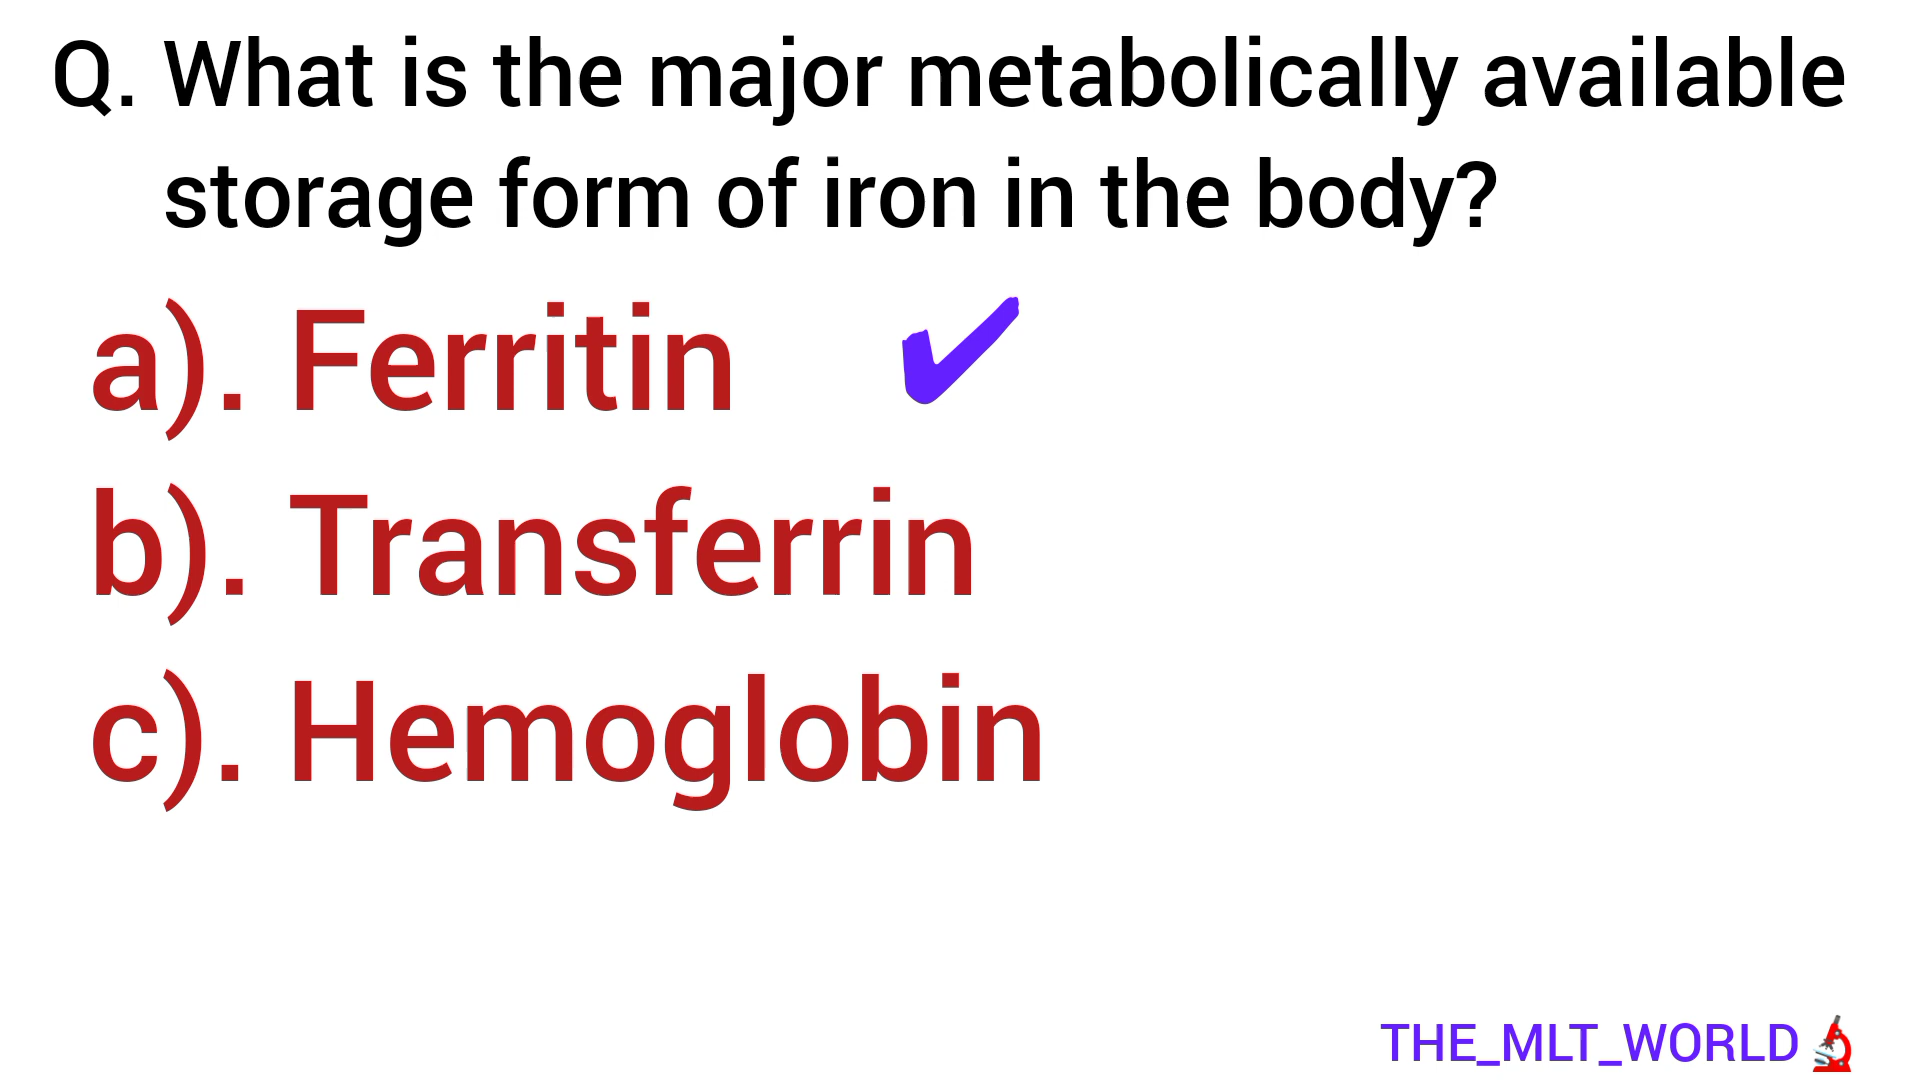 Q. What is the major metabolically available
storage form of iron in the body?
a). Ferritin ✔
b). Transferrin
c). Hemoglobin
THE_MLT_WORLD🔬